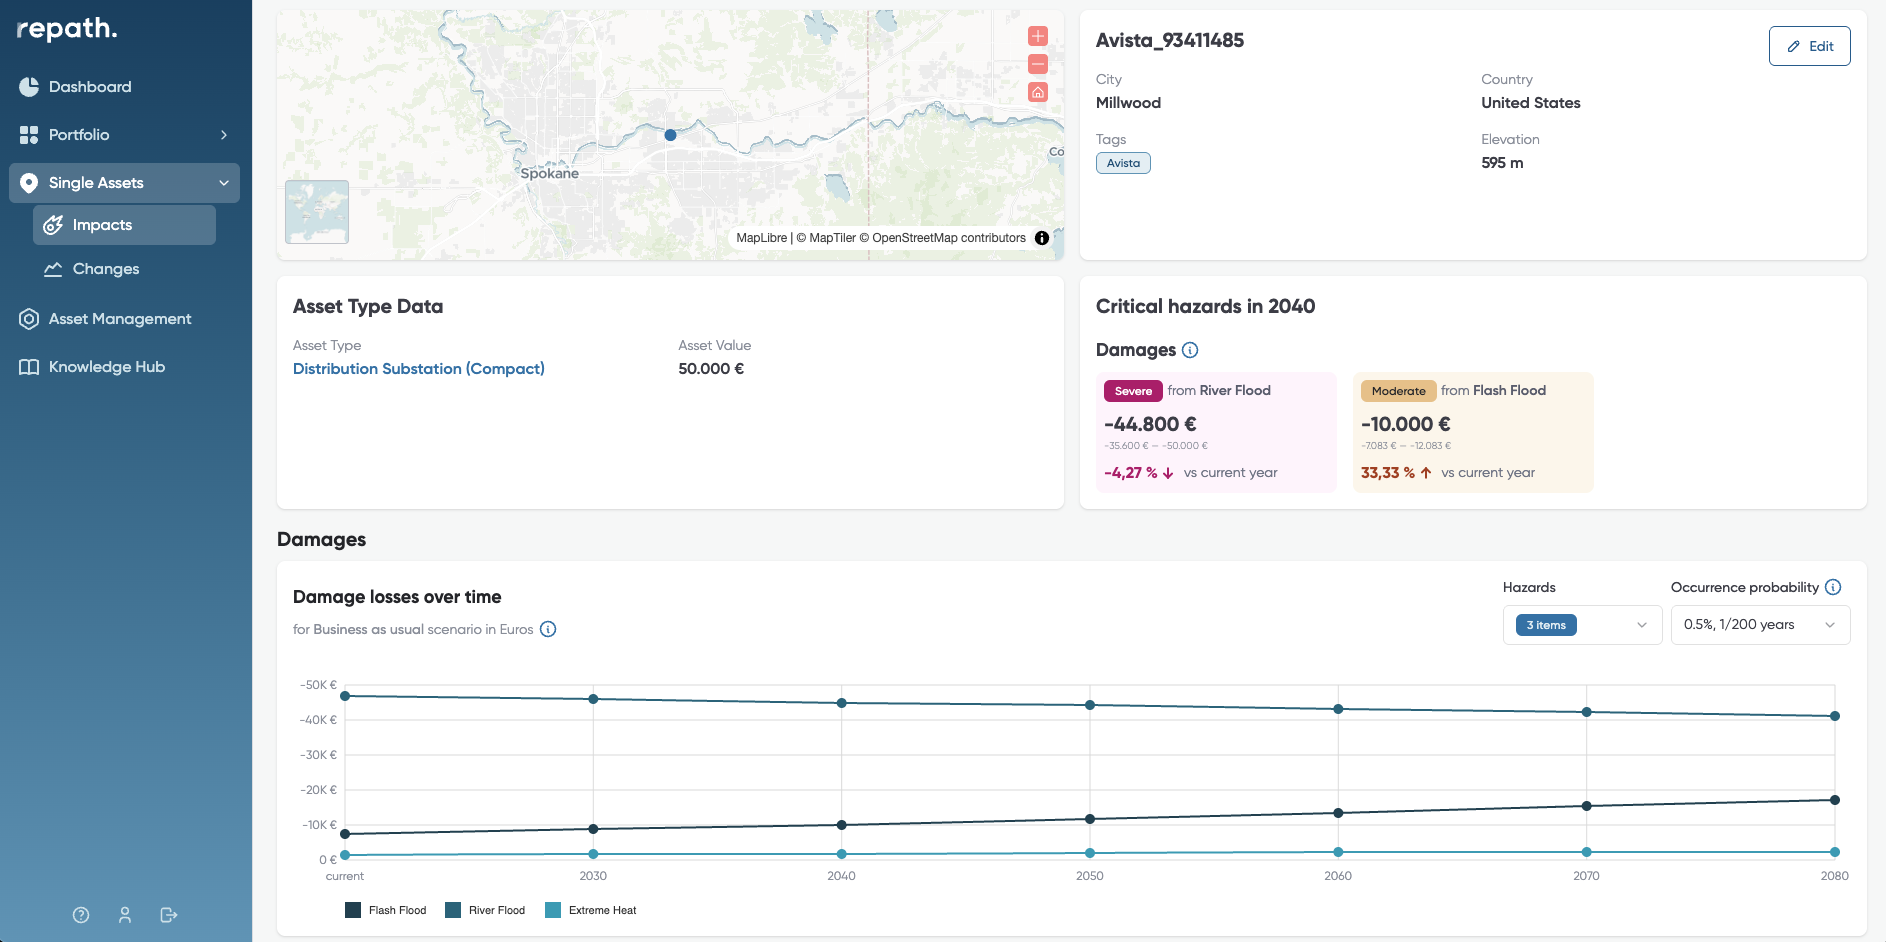 repath.
Dashboard
Portfolio
Single Assets
Impacts
Changes
Asset Management
Knowledge Hub
Spokane
Co
MapLibre | © MapTiler © OpenStreetMap contributors
Avista_93411485
Edit
City
Millwood
Country
United States
Tags
Avista
Elevation
595 m
Asset Type Data
Asset Type
Distribution Substation (Compact)
Asset Value
50.000 €
Critical hazards in 2040
Damages
Severe from River Flood
-44.800 €
-35.600 € — -50.000 €
-4,27 % ↓ vs current year
Moderate from Flash Flood
-10.000 €
-7.083 € — -12.083 €
33,33 % ↑ vs current year
Damages
Damage losses over time
for Business as usual scenario in Euros
Hazards
3 items
Occurrence probability
0.5%, 1/200 years
-50K €
-40K €
-30K €
-20K €
-10K €
0 €
current 2030 2040 2050 2060 2070 2080
Flash Flood River Flood Extreme Heat